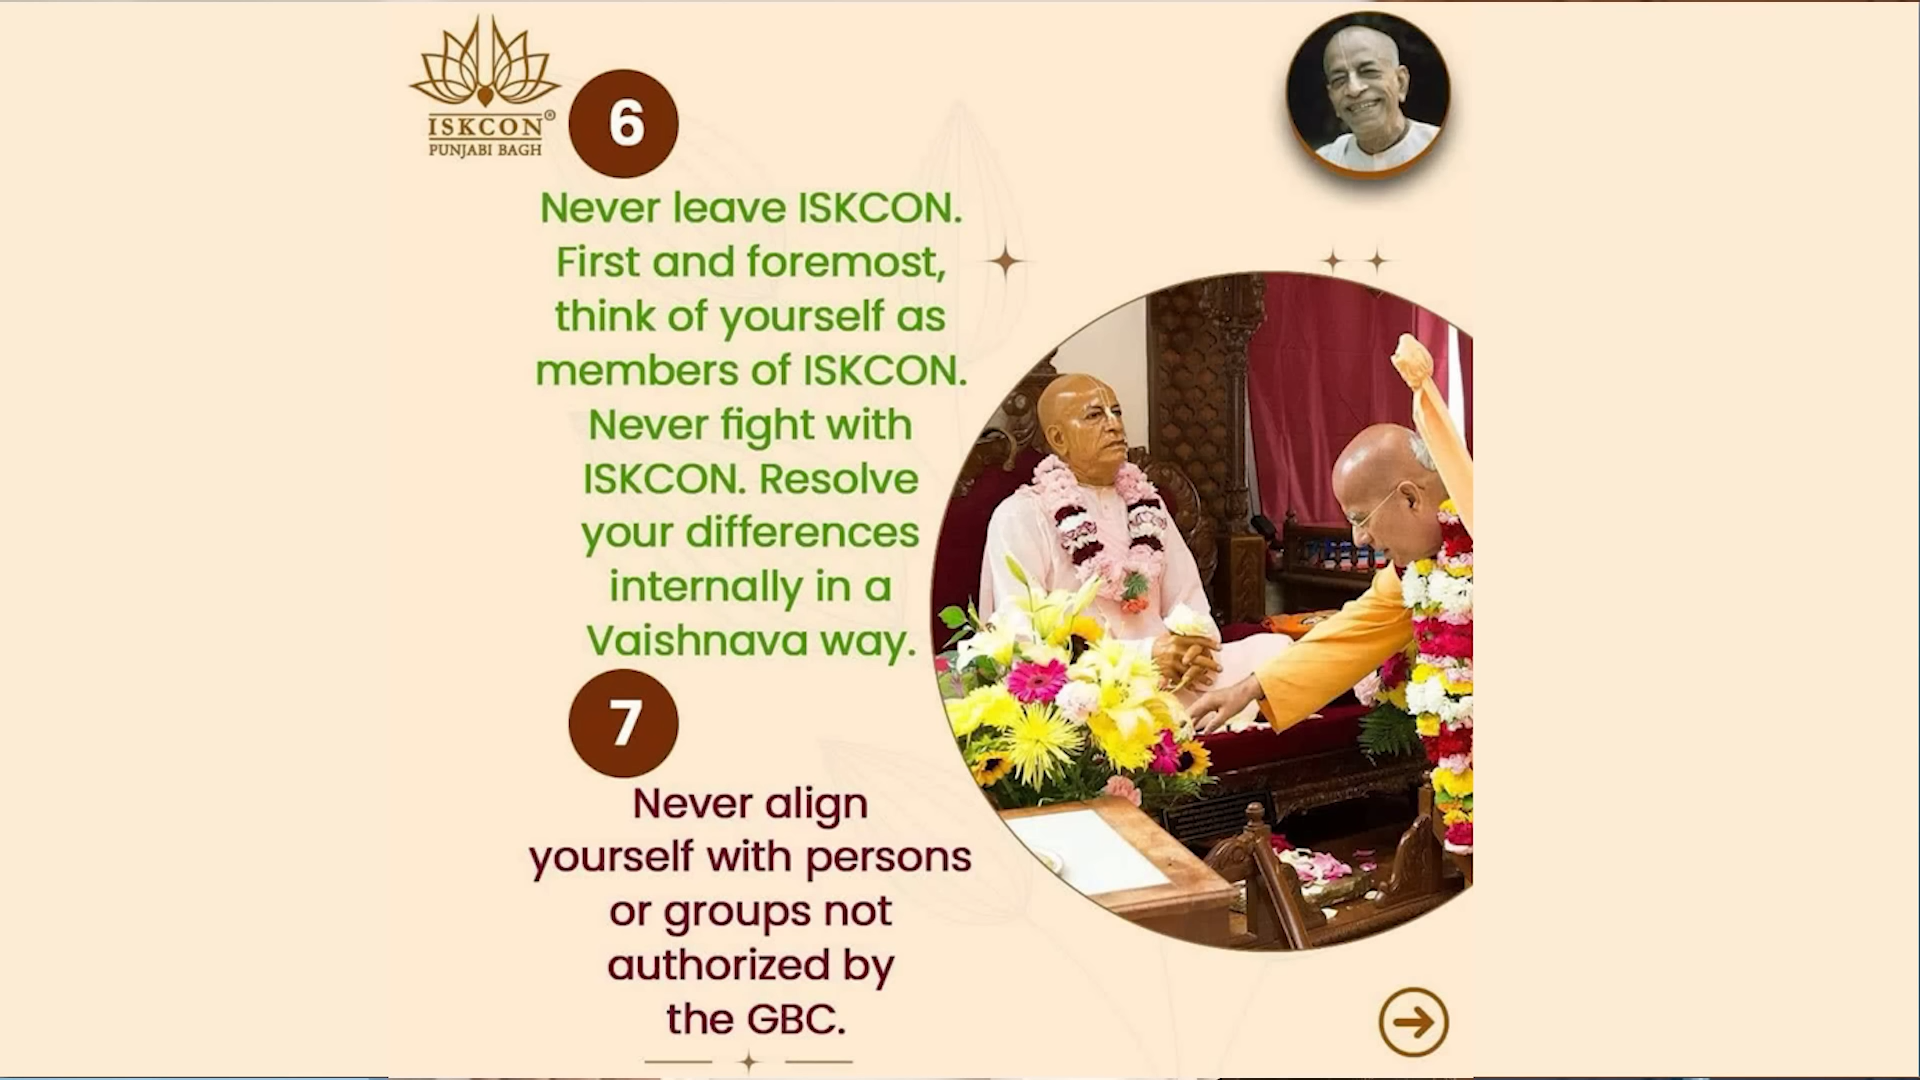 ISKCON®
PUNJABI BAGH
6
Never leave ISKCON.
First and foremost,
think of yourself as
members of ISKCON.
Never fight with
ISKCON. Resolve
your differences
internally in a
Vaishnava way.
7
Never align
yourself with persons
or groups not
authorized by
the GBC.